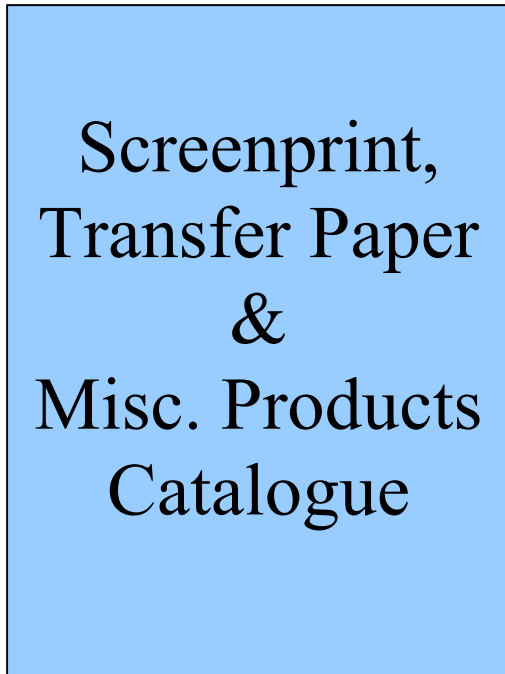 Screenprint,
Transfer Paper
&
Misc. Products
Catalogue